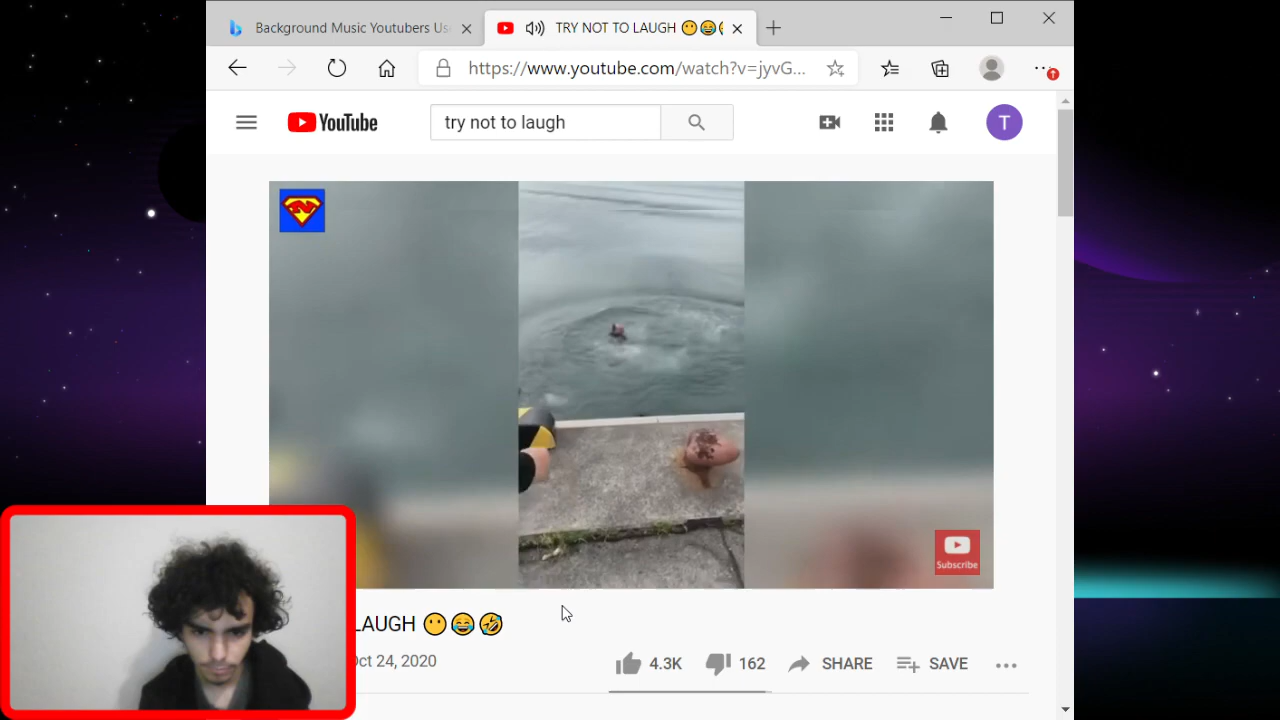 Background Music Youtubers Us
TRY NOT TO LAUGH 😶😂
https://www.youtube.com/watch?v=jyvG...
YouTube
try not to laugh
T
N
Subscribe
LAUGH 😶😂🤣
Oct 24, 2020
4.3K
162
SHARE
SAVE